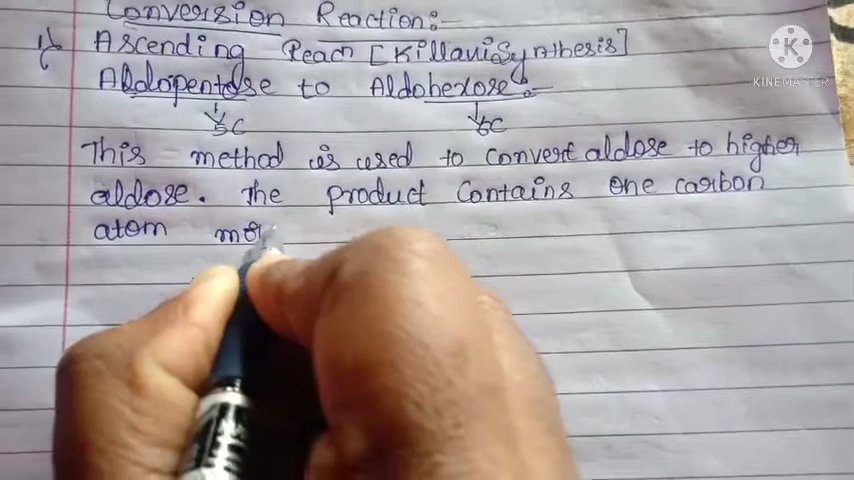 Conversion Reaction:-
1) Ascending Reacn [Killani Synthesis]
Aldopentose to Aldohexose:-
5C 6C
This method is used to convert aldose to higher
aldose. The product contains one carbon
atom mo
K
KINEMASTER